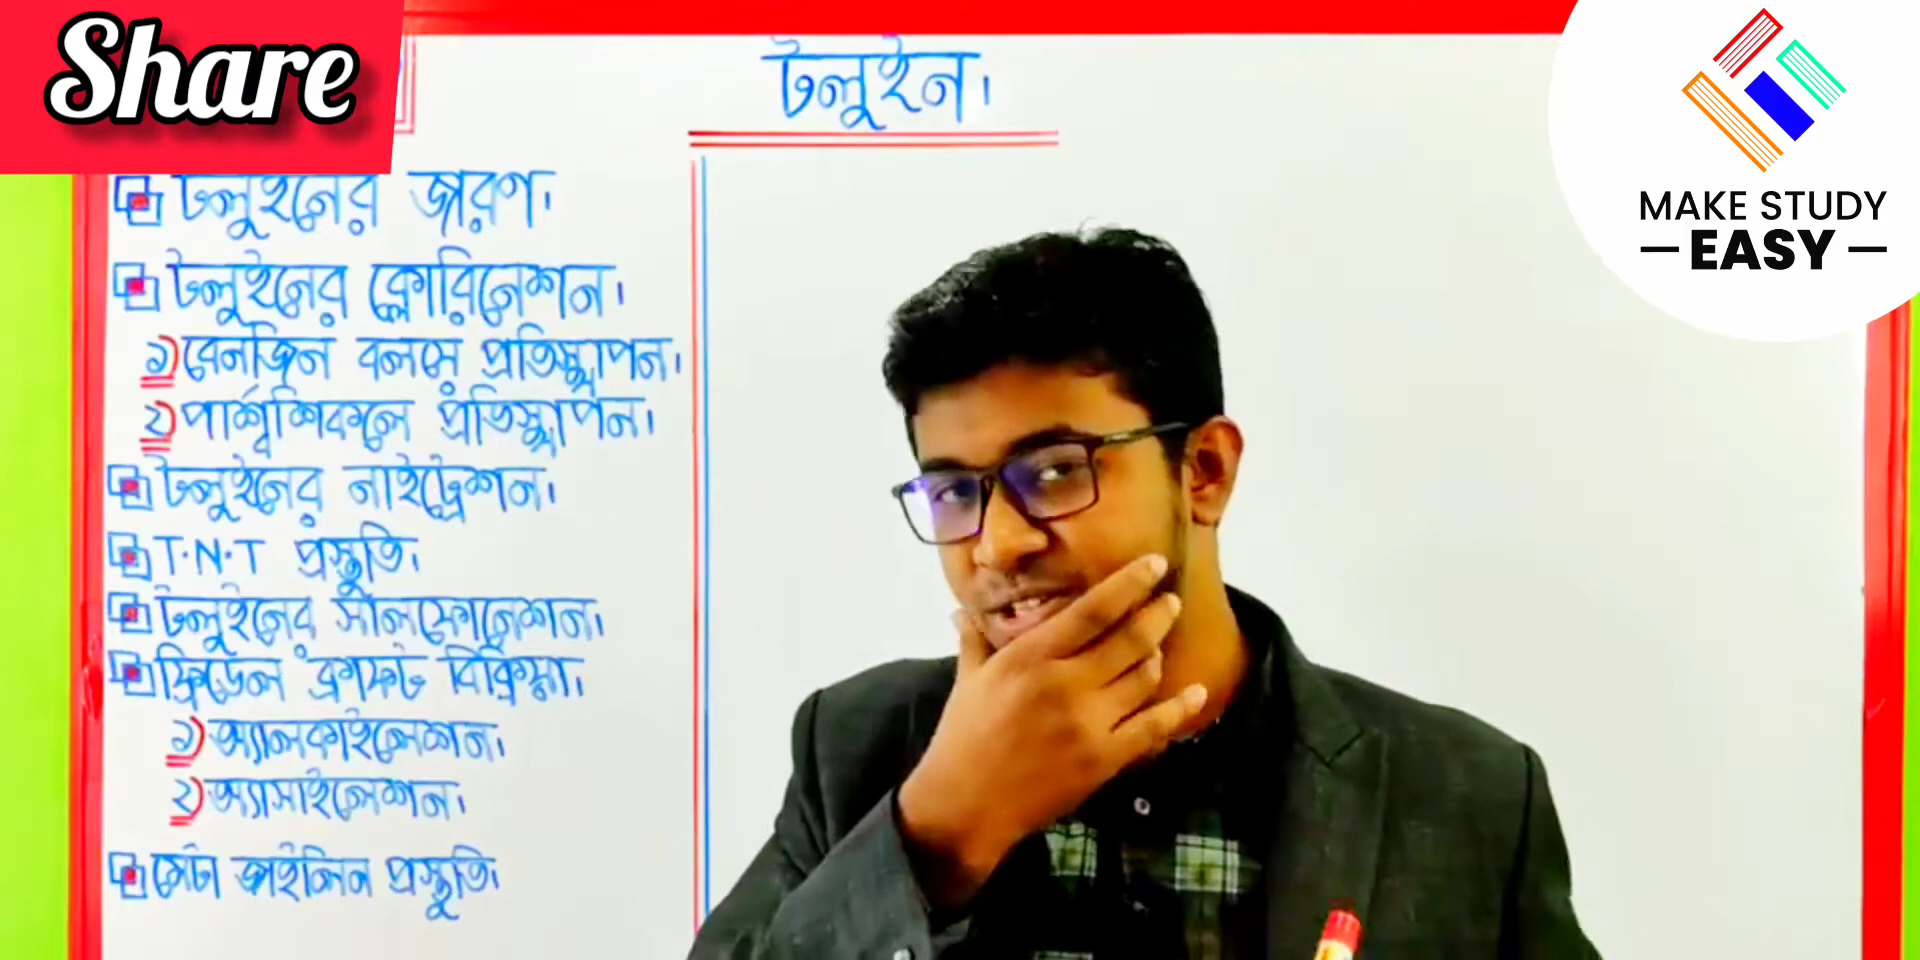 Share
টলুইন।
MAKE STUDY
EASY
টলুইনের জারণ।
টলুইনের ক্লোরিনেশন।
১) বেনজিন বলয়ে প্রতিস্থাপন।
২) পার্শ্বশিকলে প্রতিস্থাপন।
টলুইনের নাইট্রেশন।
T.N.T প্রস্তুতি।
টলুইনের সালফোনেশন।
ফ্রিডেল ক্রাফট বিক্রিয়া।
১) অ্যালকাইলেশন।
২) অ্যাসাইলেশন।
মেটা জাইলিন প্রস্তুতি।